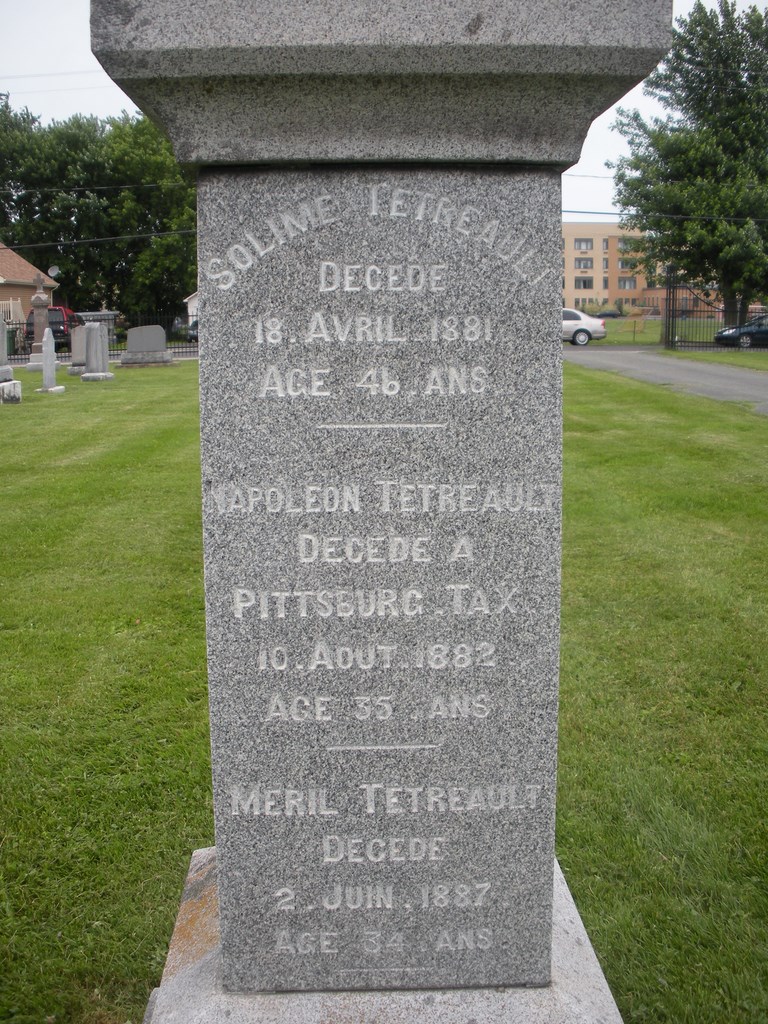 SOLIME TETREAULT
DECEDE
18. AVRIL. 1881
AGE 46. ANS.
NAPOLEON TETREAULT
DECEDE A
PITTSBURG. TAX.
10. AOUT. 1882
AGE 35. ANS
MERIL TETREAULT
DECEDE
2. JUIN. 1887.
AGE 34. ANS